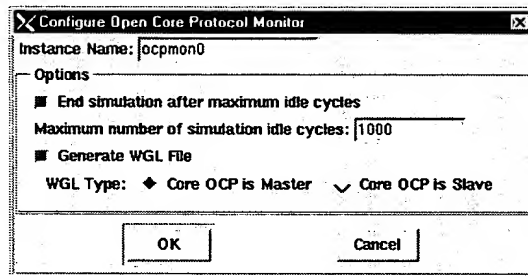 Configure Open Core Protocol Monitor
Instance Name: ocpmon0
Options
End simulation after maximum idle cycles
Maximum number of simulation idle cycles: 1000
Generate WGL File
WGL Type: Core OCP is Master Core OCP is Slave
OK Cancel